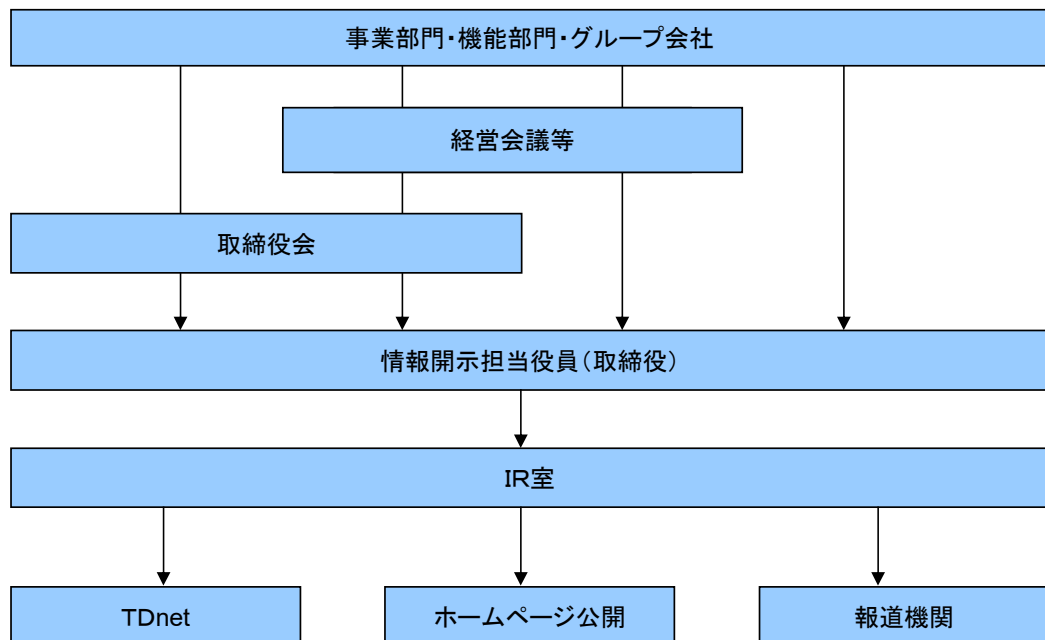 事業部門・機能部門・グループ会社
経営会議等
取締役会
情報開示担当役員（取締役）
IR室
TDnet
ホームページ公開
報道機関